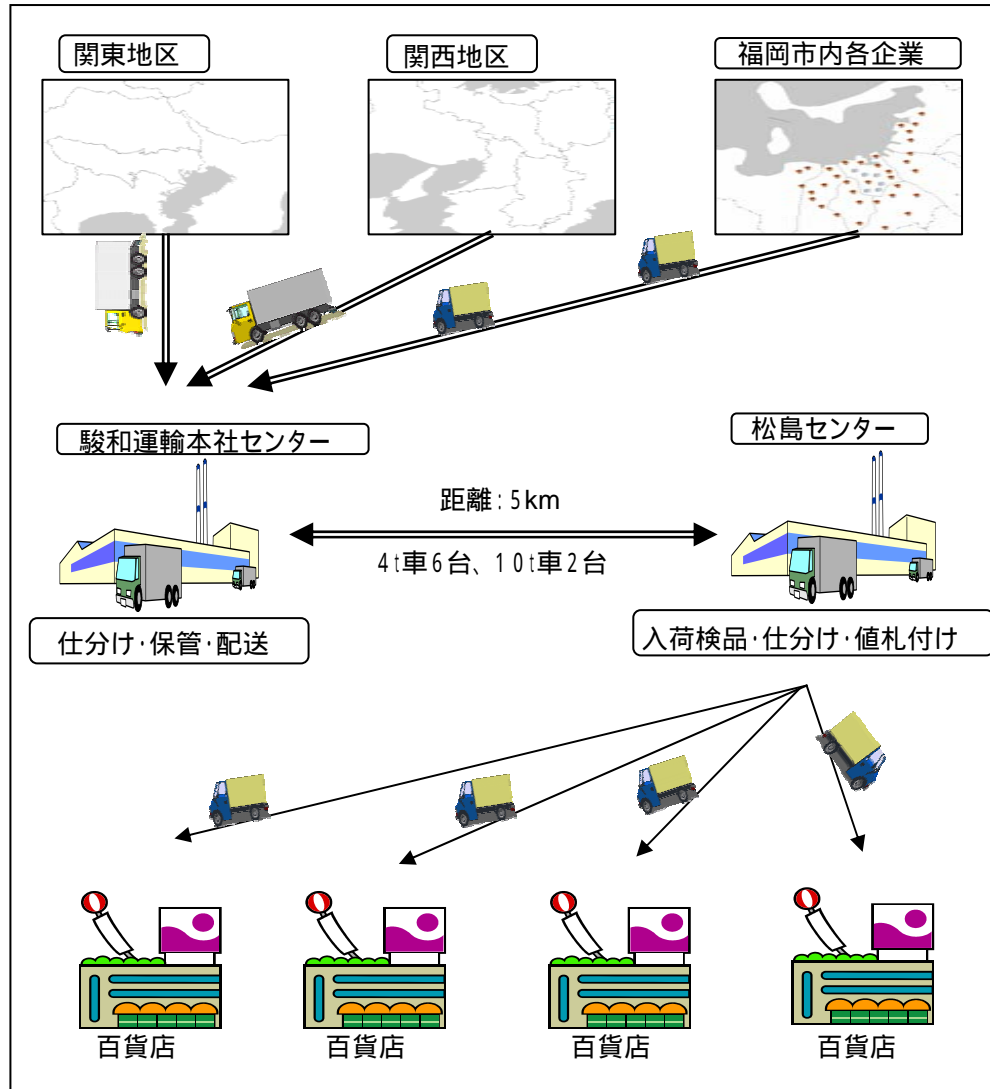 関東地区
関西地区
福岡市内各企業
駿和運輸本社センター
松島センター
距離:5km
4t車6台、10t車2台
仕分け・保管・配送
入荷検品・仕分け・値札付け
百貨店
百貨店
百貨店
百貨店